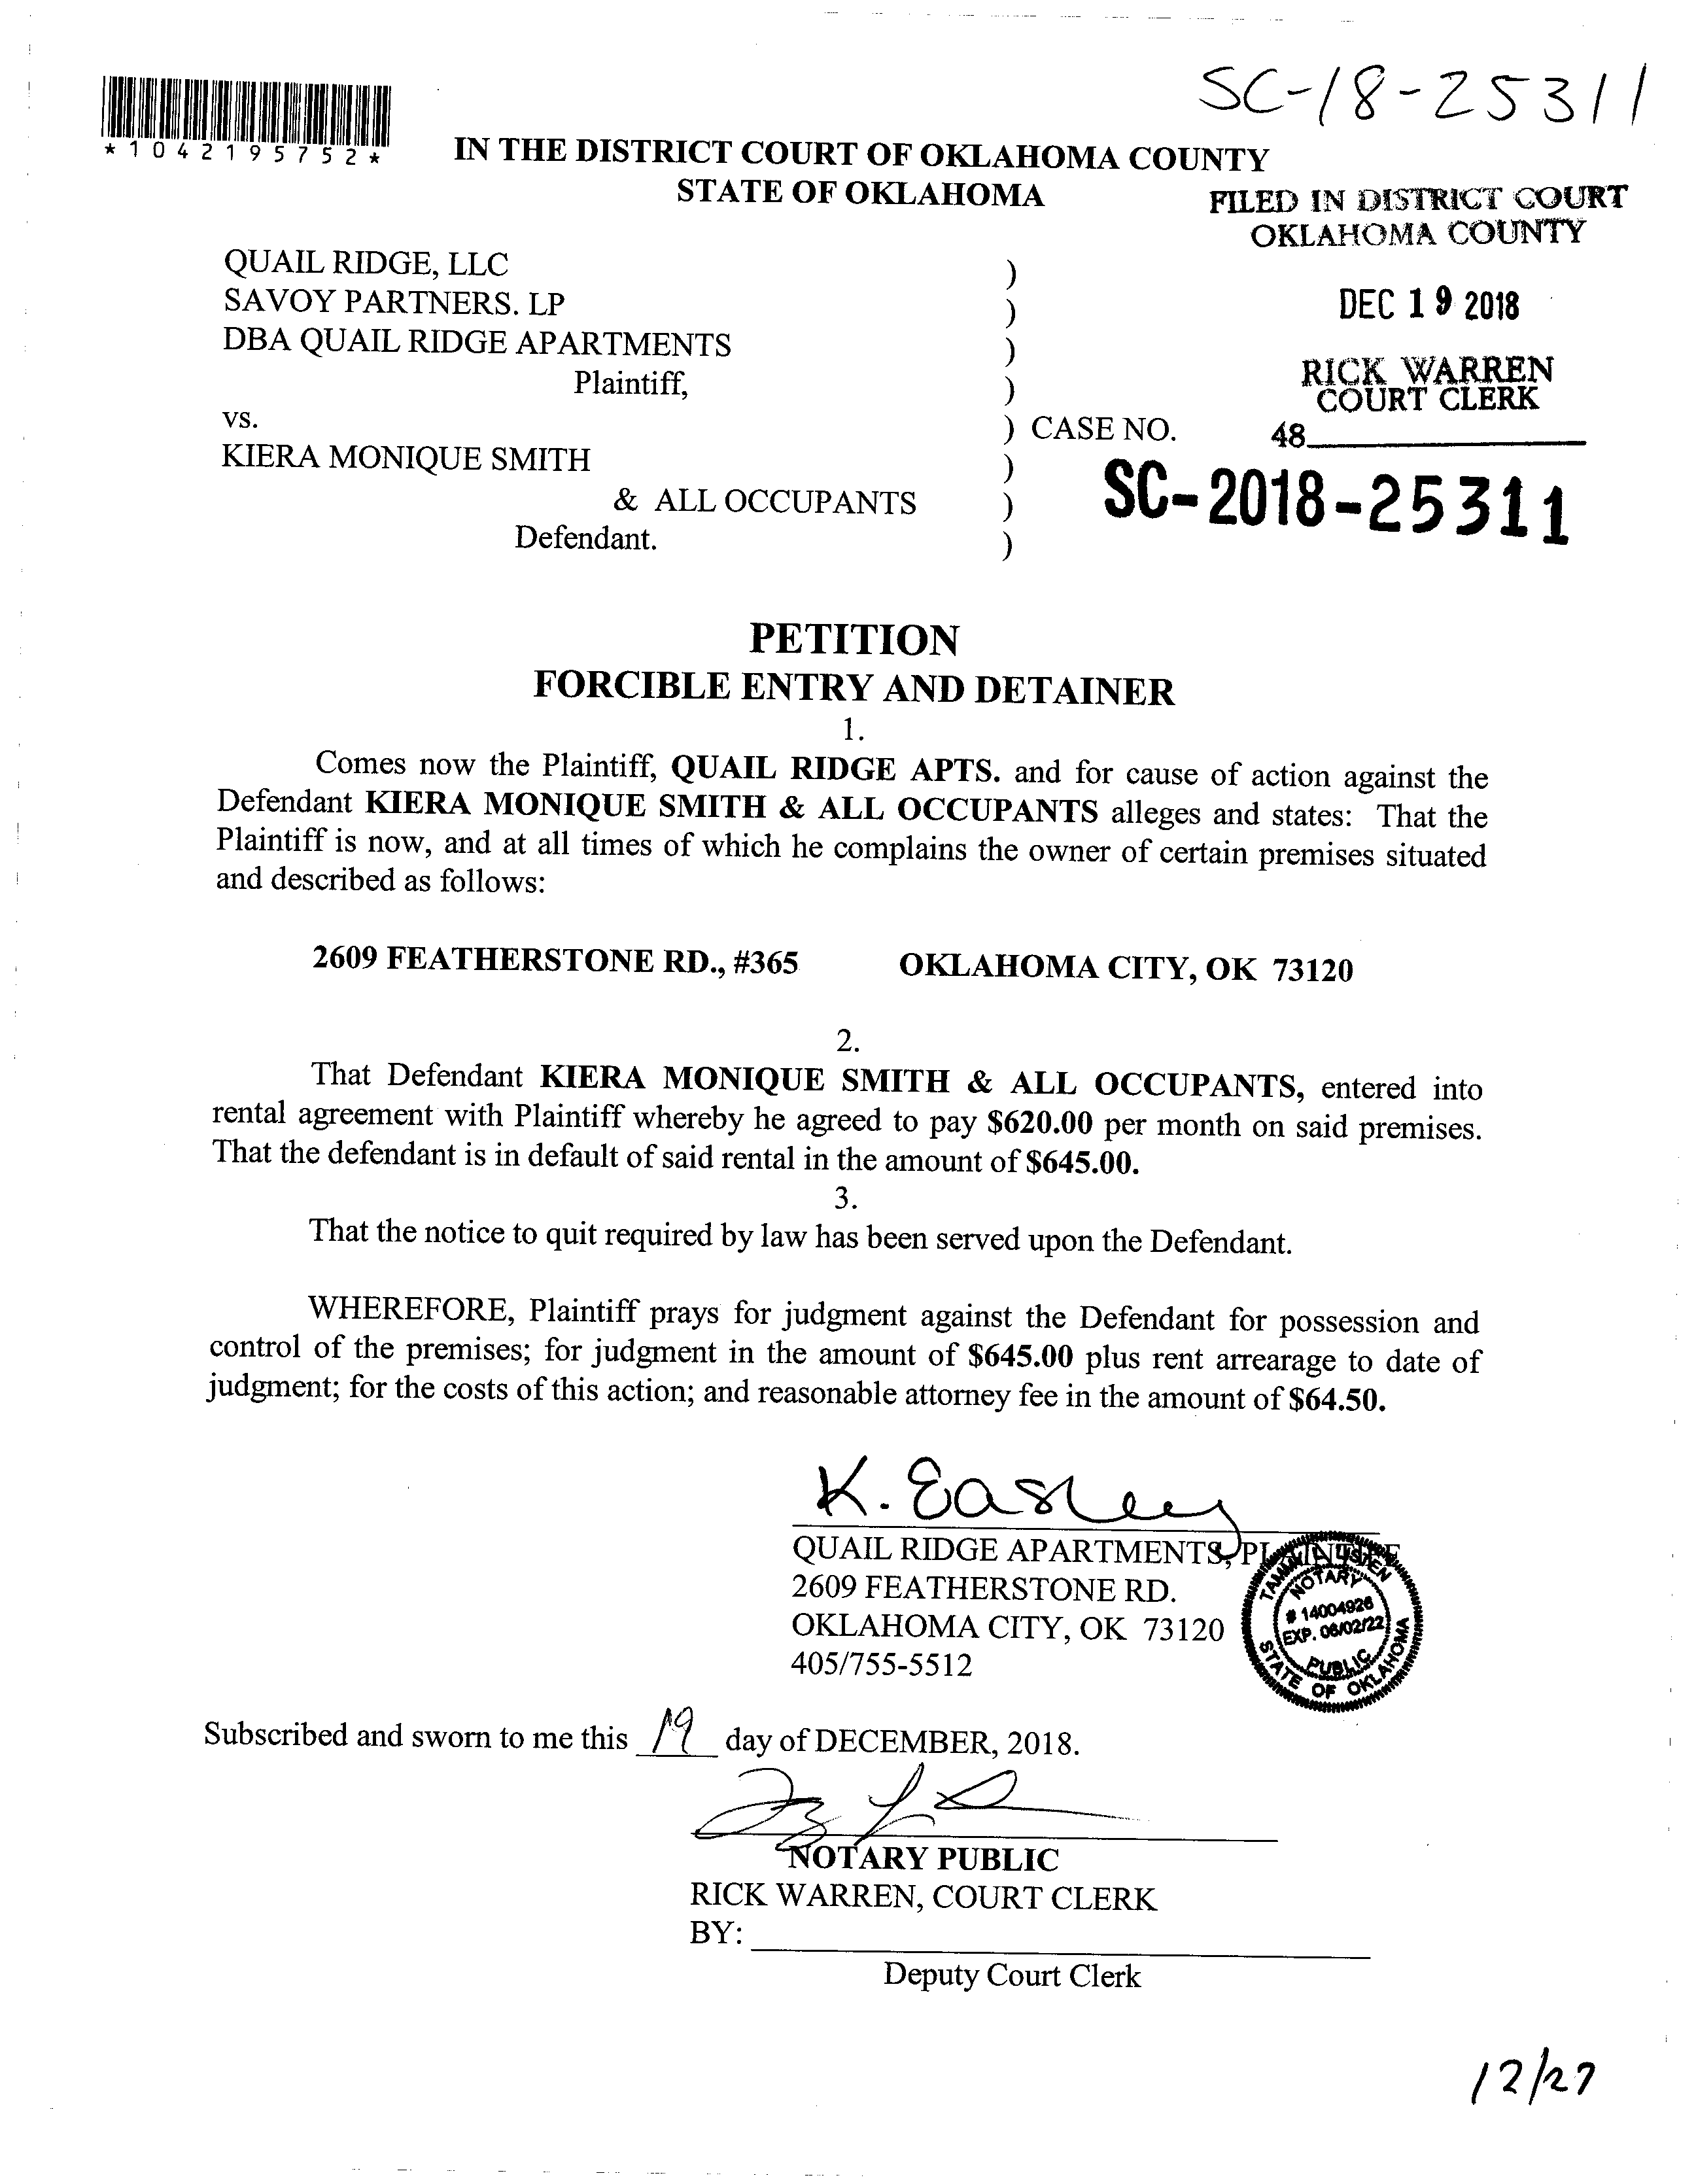 SC-18-25311
*1042195752*
IN THE DISTRICT COURT OF OKLAHOMA COUNTY
STATE OF OKLAHOMA
FILED IN DISTRICT COURT
OKLAHOMA COUNTY
DEC 19 2018
RICK WARREN
COURT CLERK
48
QUAIL RIDGE, LLC )
SAVOY PARTNERS. LP )
DBA QUAIL RIDGE APARTMENTS )
Plaintiff, )
vs. ) CASE NO.
KIERA MONIQUE SMITH )
& ALL OCCUPANTS )
Defendant. )
SC-2018-25311
PETITION
FORCIBLE ENTRY AND DETAINER
1.
Comes now the Plaintiff, QUAIL RIDGE APTS. and for cause of action against the
Defendant KIERA MONIQUE SMITH & ALL OCCUPANTS alleges and states: That the
Plaintiff is now, and at all times of which he complains the owner of certain premises situated
and described as follows:
2609 FEATHERSTONE RD., #365 OKLAHOMA CITY, OK 73120
2.
That Defendant KIERA MONIQUE SMITH & ALL OCCUPANTS, entered into
rental agreement with Plaintiff whereby he agreed to pay $620.00 per month on said premises.
That the defendant is in default of said rental in the amount of $645.00.
3.
That the notice to quit required by law has been served upon the Defendant.
WHEREFORE, Plaintiff prays for judgment against the Defendant for possession and
control of the premises; for judgment in the amount of $645.00 plus rent arrearage to date of
judgment; for the costs of this action; and reasonable attorney fee in the amount of $64.50.
K. Easley
QUAIL RIDGE APARTMENTS, PLAINTIFF
2609 FEATHERSTONE RD.
OKLAHOMA CITY, OK 73120
405/755-5512
NOTARY
# 14004926
EXP. 06/02/22
PUBLIC
STATE OF OKLAHOMA
Subscribed and sworn to me this 19 day of DECEMBER, 2018.
NOTARY PUBLIC
RICK WARREN, COURT CLERK
BY:
Deputy Court Clerk
12/27